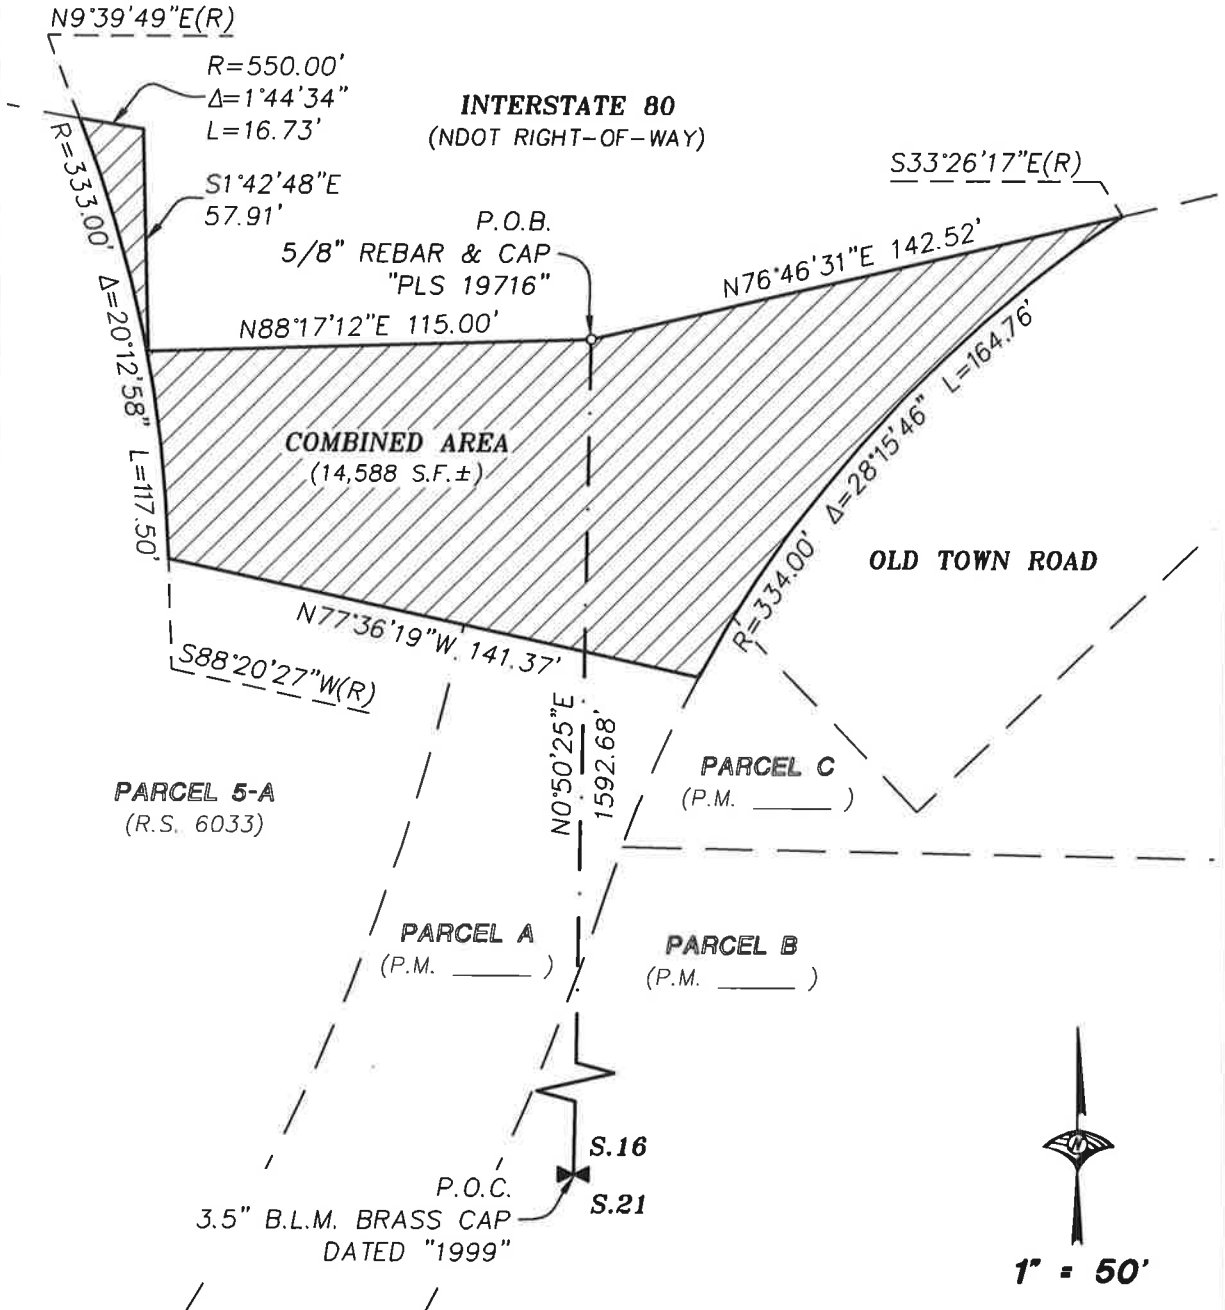 N9°39'49"E(R)
R=550.00'
Δ=1°44'34"
L=16.73'
INTERSTATE 80
(NDOT RIGHT-OF-WAY)
S33°26'17"E(R)
S1°42'48"E
57.91'
P.O.B.
5/8" REBAR & CAP
"PLS 19716"
N76°46'31"E 142.52'
N88°17'12"E 115.00'
R=333.00' Δ=20°12'58" L=117.50'
COMBINED AREA
(14,588 S.F.±)
R=334.00' Δ=28°15'46" L=164.76'
OLD TOWN ROAD
N77°36'19"W 141.37'
S88°20'27"W(R)
N0°50'25"E
1592.68'
PARCEL 5-A
(R.S. 6033)
PARCEL C
(P.M. ______ )
PARCEL A
(P.M. ______ )
PARCEL B
(P.M. ______ )
S.16
S.21
P.O.C.
3.5" B.L.M. BRASS CAP
DATED "1999"
N
1" = 50'